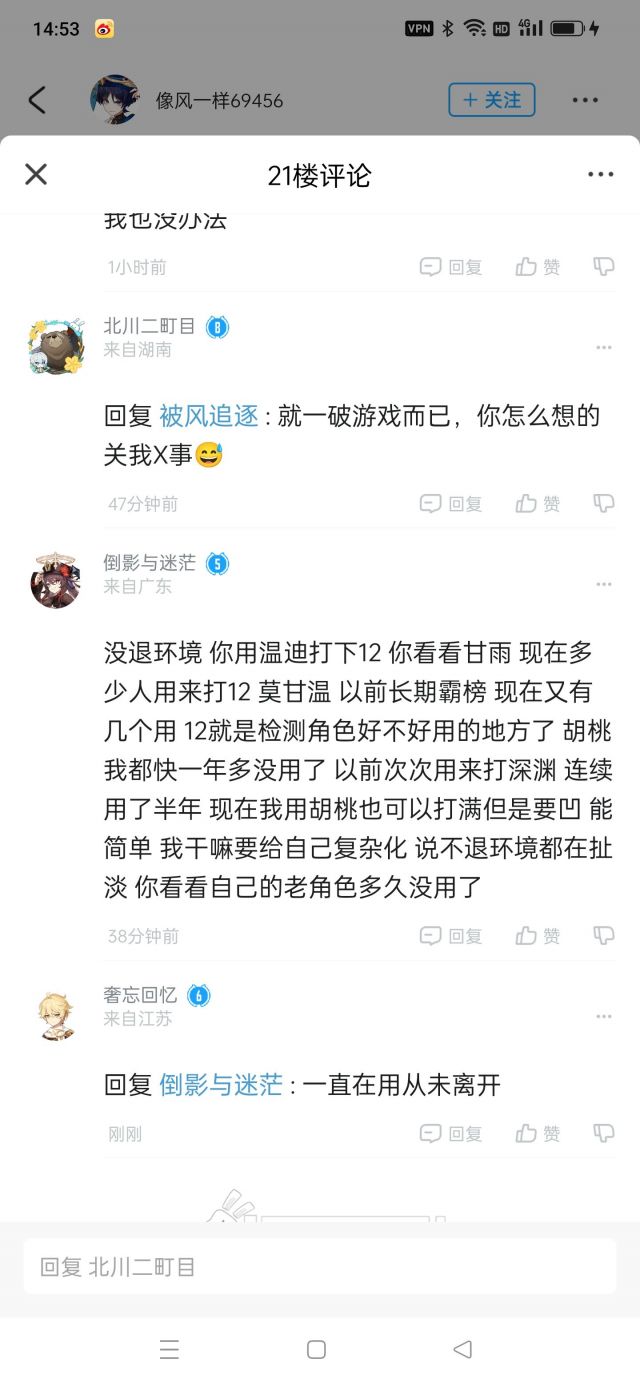 14:53
VPN
HD
4G
像风一样69456
+ 关注
21楼评论
我也没办法
1小时前
回复
赞
北川二町目
8
来自湖南
回复 被风追逐 : 就一破游戏而已，你怎么想的
关我X事😅
47分钟前
回复
赞
倒影与迷茫
5
来自广东
没退环境 你用温迪打下12 你看看甘雨 现在多
少人用来打12 莫甘温 以前长期霸榜 现在又有
几个用 12就是检测角色好不好用的地方了 胡桃
我都快一年多没用了 以前次次用来打深渊 连续
用了半年 现在我用胡桃也可以打满但是要凹 能
简单 我干嘛要给自己复杂化 说不退环境都在扯
淡 你看看自己的老角色多久没用了
38分钟前
回复
赞
奢忘回忆
6
来自江苏
回复 倒影与迷茫 : 一直在用从未离开
刚刚
回复
赞
回复 北川二町目